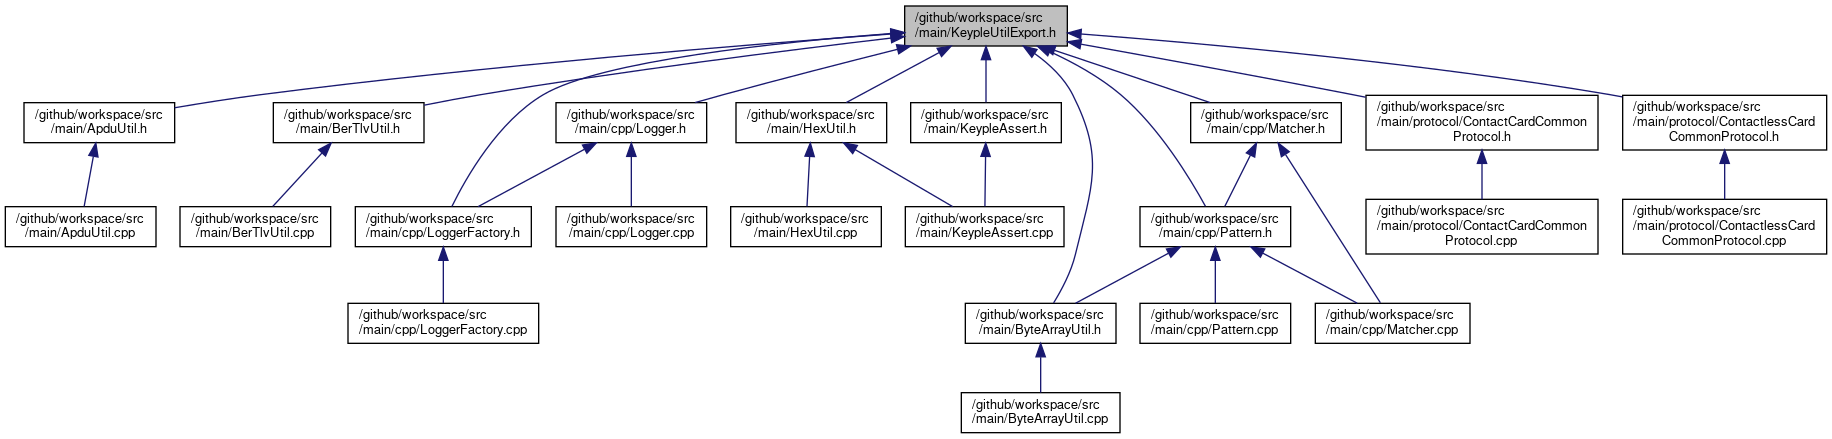 /github/workspace/src
/main/KeypleUtilExport.h
/github/workspace/src
/main/ApduUtil.h
/github/workspace/src
/main/BerTlvUtil.h
/github/workspace/src
/main/cpp/Logger.h
/github/workspace/src
/main/HexUtil.h
/github/workspace/src
/main/KeypleAssert.h
/github/workspace/src
/main/cpp/Matcher.h
/github/workspace/src
/main/protocol/ContactCardCommon
Protocol.h
/github/workspace/src
/main/protocol/ContactlessCard
CommonProtocol.h
/github/workspace/src
/main/ApduUtil.cpp
/github/workspace/src
/main/BerTlvUtil.cpp
/github/workspace/src
/main/cpp/LoggerFactory.h
/github/workspace/src
/main/cpp/Logger.cpp
/github/workspace/src
/main/HexUtil.cpp
/github/workspace/src
/main/KeypleAssert.cpp
/github/workspace/src
/main/cpp/Pattern.h
/github/workspace/src
/main/protocol/ContactCardCommon
Protocol.cpp
/github/workspace/src
/main/protocol/ContactlessCard
CommonProtocol.cpp
/github/workspace/src
/main/cpp/LoggerFactory.cpp
/github/workspace/src
/main/ByteArrayUtil.h
/github/workspace/src
/main/cpp/Pattern.cpp
/github/workspace/src
/main/cpp/Matcher.cpp
/github/workspace/src
/main/ByteArrayUtil.cpp